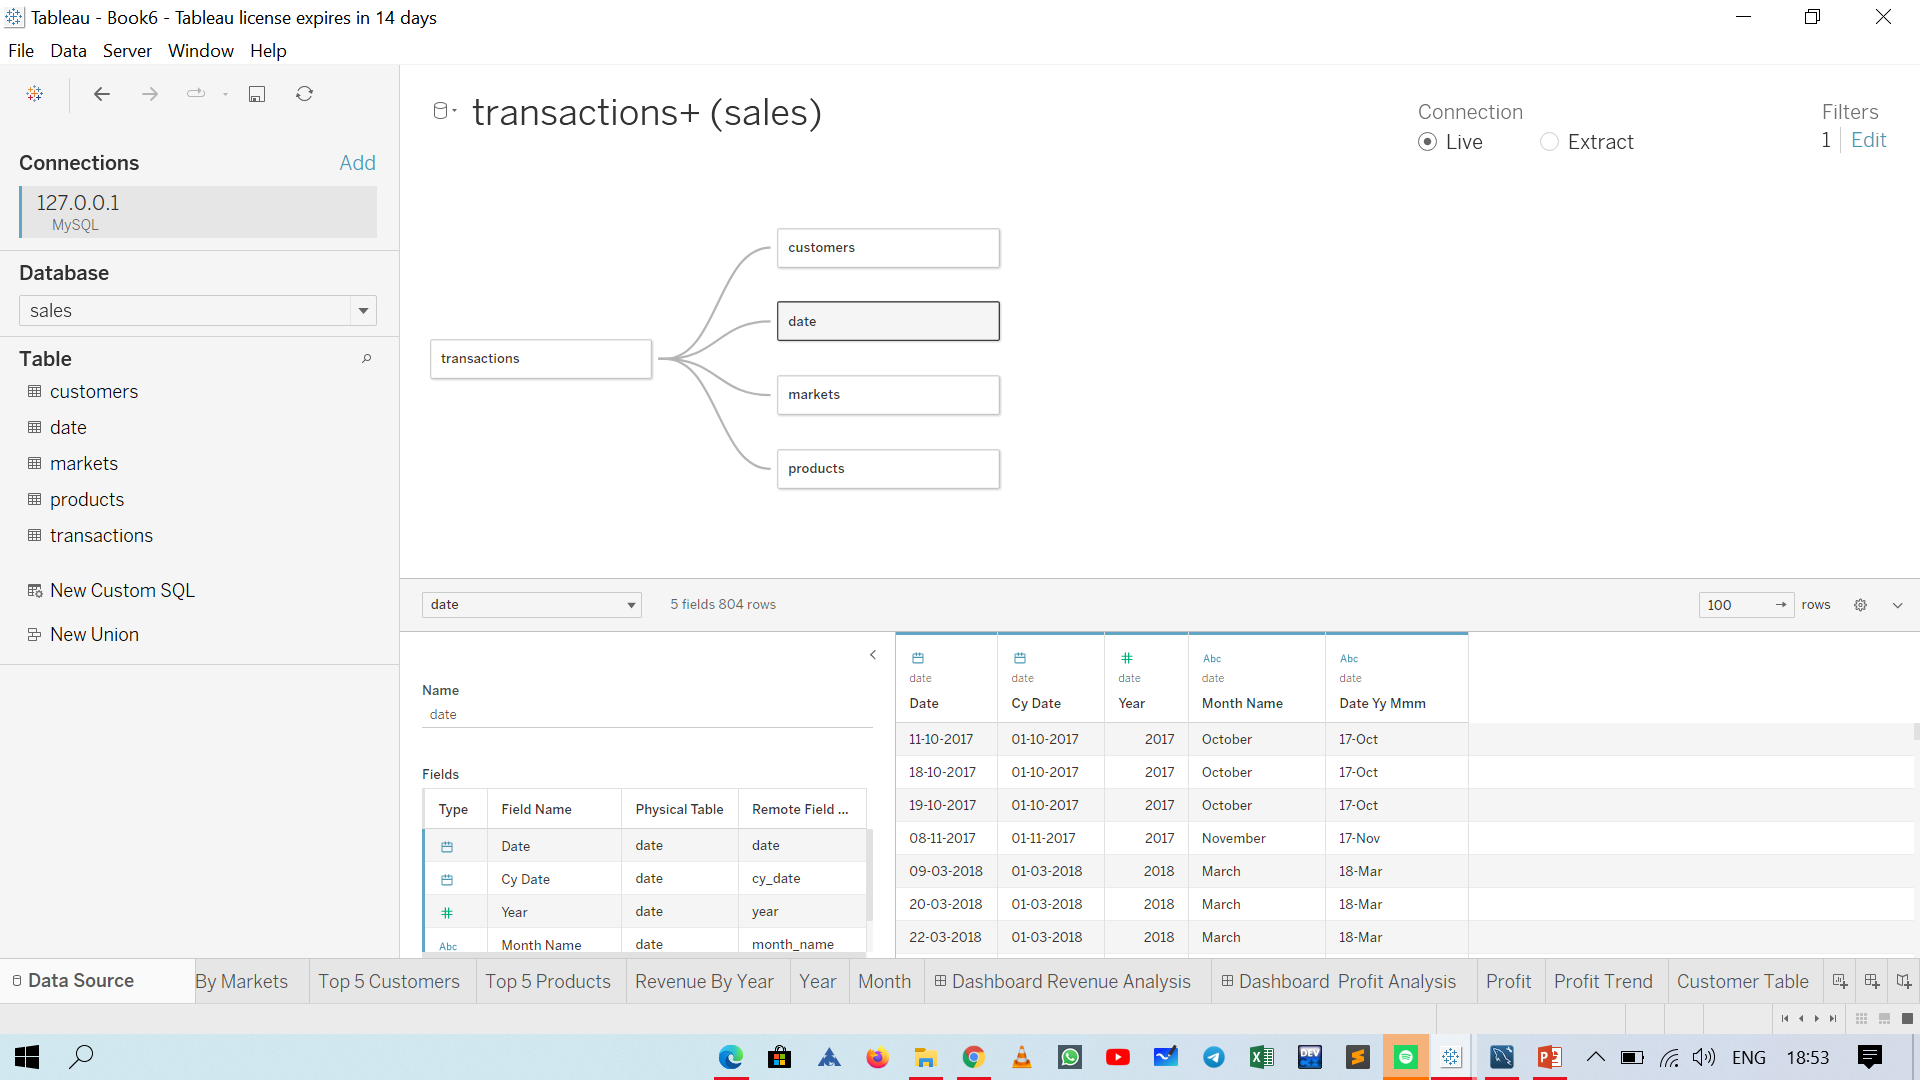 Tableau - Book6 - Tableau license expires in 14 days
File Data Server Window Help
Connections Add
127.0.0.1
MySQL
Database
sales
Table
customers
date
markets
products
transactions
New Custom SQL
New Union
transactions+ (sales)
Connection
Live Extract
Filters
1 Edit
customers
date
transactions
markets
products
date 5 fields 804 rows 100 rows
Name
date
Fields
Type Field Name Physical Table Remote Field ...
Date date date
Cy Date date cy_date
Year date year
Abc Month Name date month_name
Abc Abc
date date date date date
Date Cy Date Year Month Name Date Yy Mmm
11-10-2017 01-10-2017 2017 October 17-Oct
18-10-2017 01-10-2017 2017 October 17-Oct
19-10-2017 01-10-2017 2017 October 17-Oct
08-11-2017 01-11-2017 2017 November 17-Nov
09-03-2018 01-03-2018 2018 March 18-Mar
20-03-2018 01-03-2018 2018 March 18-Mar
22-03-2018 01-03-2018 2018 March 18-Mar
Data Source By Markets Top 5 Customers Top 5 Products Revenue By Year Year Month Dashboard Revenue Analysis Dashboard Profit Analysis Profit Profit Trend Customer Table
DEV ENG 18:53